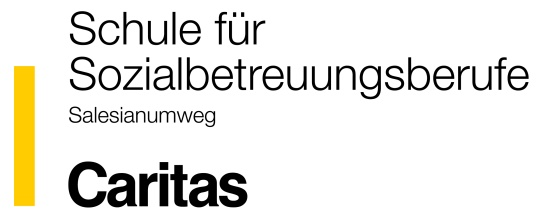 Schule für
Sozialbetreuungsberufe
Salesianumweg
Caritas